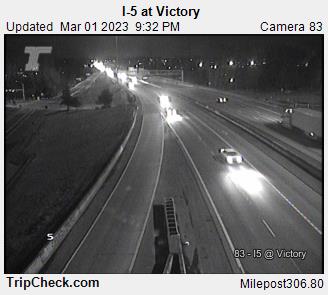 I-5 at Victory
Updated Mar 01 2023 9:32 PM Camera 83
T
S
83 - I5 @ Victory
TripCheck.com Milepost306.80